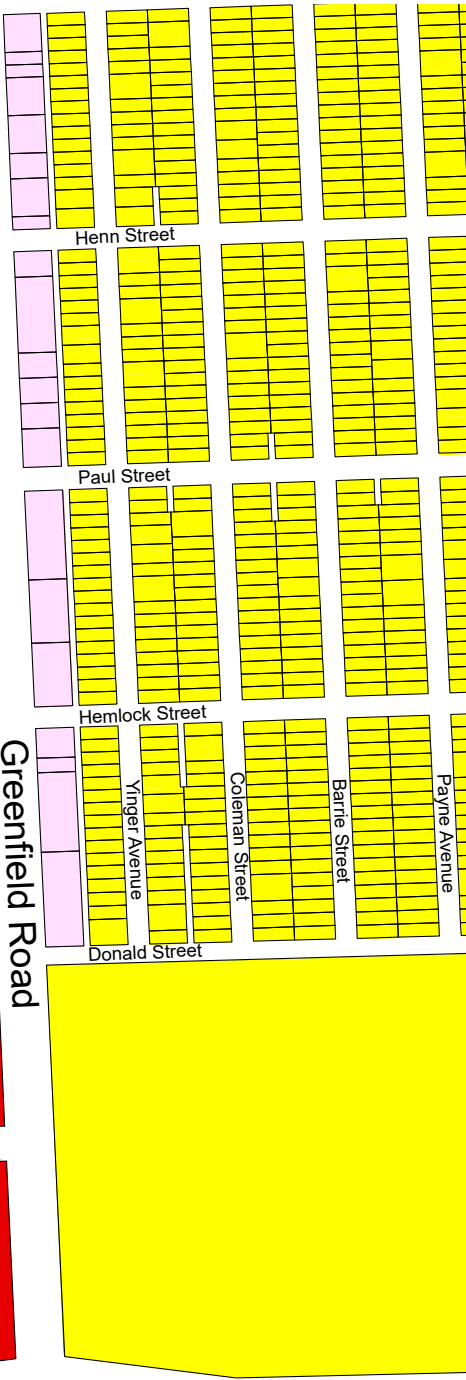 Henn Street
Paul Street
Hemlock Street
Greenfield Road
Yinger Avenue
Coleman Street
Barrie Street
Payne Avenue
Donald Street